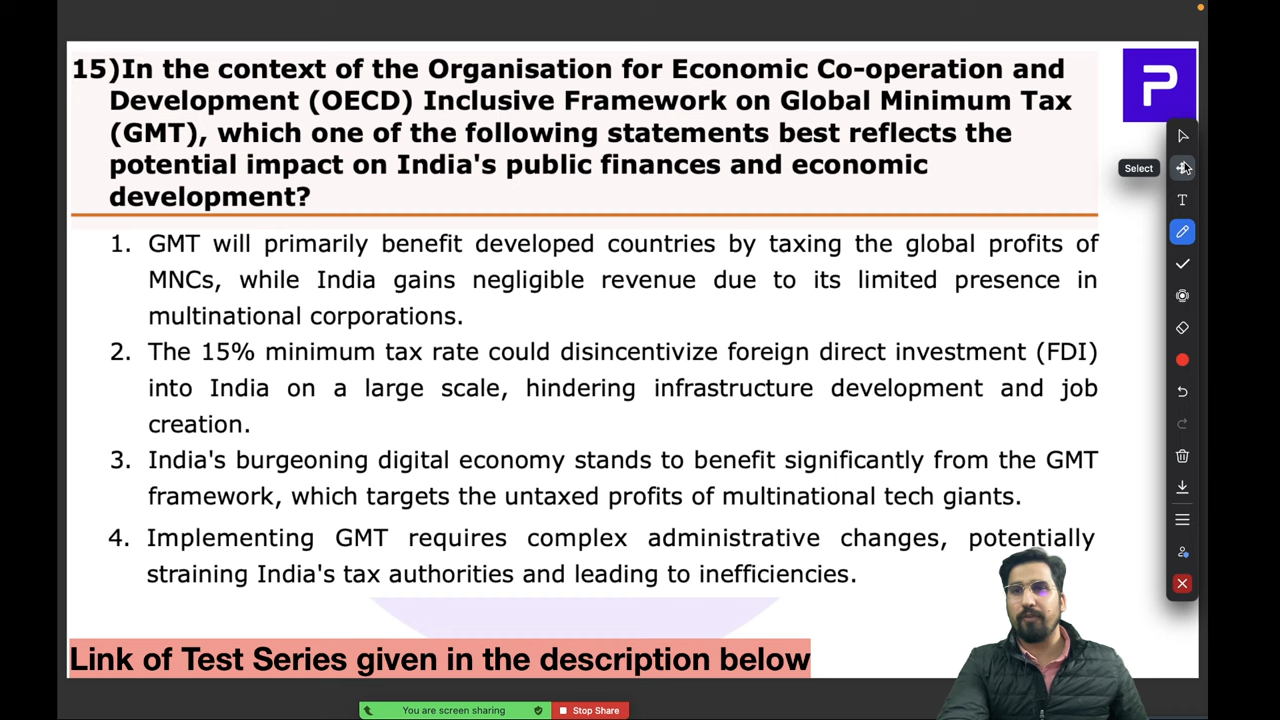 15)In the context of the Organisation for Economic Co-operation and
Development (OECD) Inclusive Framework on Global Minimum Tax
(GMT), which one of the following statements best reflects the
potential impact on India's public finances and economic
development?
P
Select
T
1. GMT will primarily benefit developed countries by taxing the global profits of
MNCs, while India gains negligible revenue due to its limited presence in
multinational corporations.
2. The 15% minimum tax rate could disincentivize foreign direct investment (FDI)
into India on a large scale, hindering infrastructure development and job
creation.
3. India's burgeoning digital economy stands to benefit significantly from the GMT
framework, which targets the untaxed profits of multinational tech giants.
4. Implementing GMT requires complex administrative changes, potentially
straining India's tax authorities and leading to inefficiencies.
Link of Test Series given in the description below
You are screen sharing
Stop Share